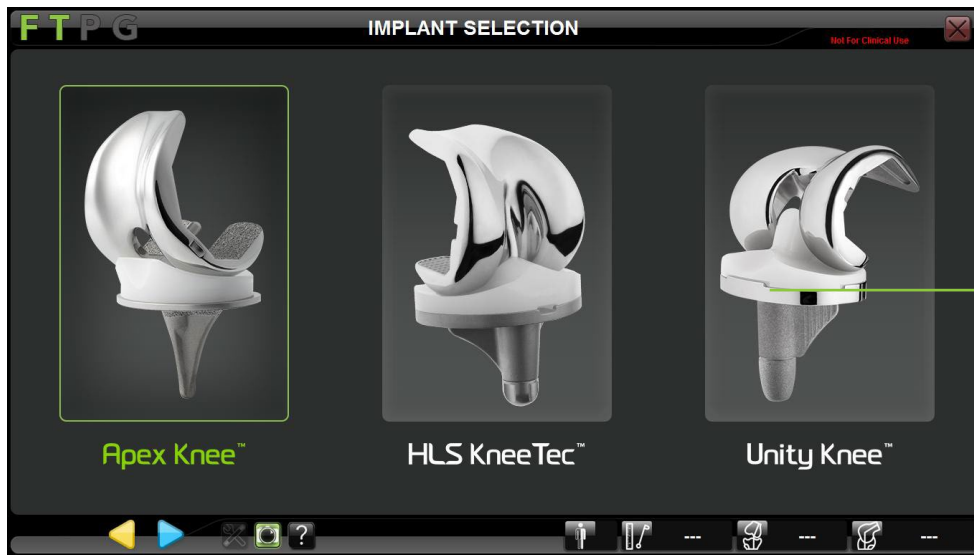 FTPG
IMPLANT SELECTION
Not For Clinical Use
Apex Knee™
HLS KneeTec™
Unity Knee™
?
---
---
---